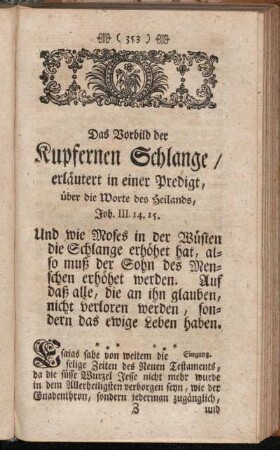 ( 353 )
Das Vorbild der
Kupfernen Schlange/
erläutert in einer Predigt,
über die Worte des Heilands,
Joh. III. 14. 15.
Und wie Moses in der Wüsten
die Schlange erhöhet hat, al-
so muß der Sohn des Men-
schen erhöhet werden. Auf
daß alle, die an ihn glauben,
nicht verloren werden, son-
dern das ewige Leben haben.
* * *
Esaias sahe von weitem die Eingang.
selige Zeiten des Neuen Testaments,
da die süsse Wurzel Jesse nicht mehr wurde
in dem Allerheiligsten verborgen seyn, wie der
Gnadenthron, sondern jederman zugänglich,
Z und